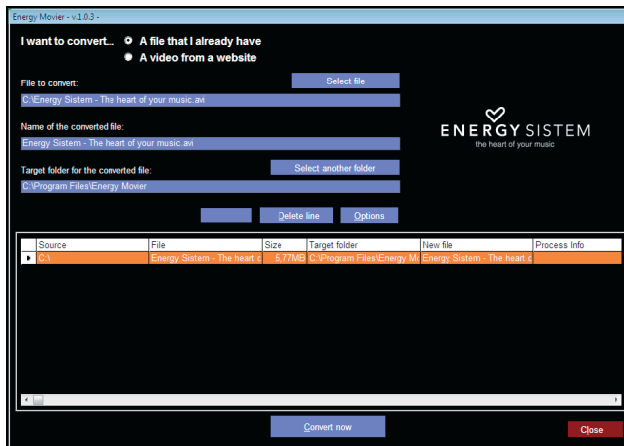 Energy Movier - v.1.0.3 -
I want to convert... A file that I already have
A video from a website
File to convert: Select file
C:\Energy Sistem - The heart of your music.avi
Name of the converted file:
Energy Sistem - The heart of your music.avi
ENERGY SISTEM
the heart of your music
Target folder for the converted file: Select another folder
C:\Program Files\Energy Movier
Delete line Options
Source File Size Target folder New file Process Info
C:\ Energy Sistem - The heart c 5,77MB C:\Program Files\Energy Mc Energy Sistem - The heart c
Convert now
Close